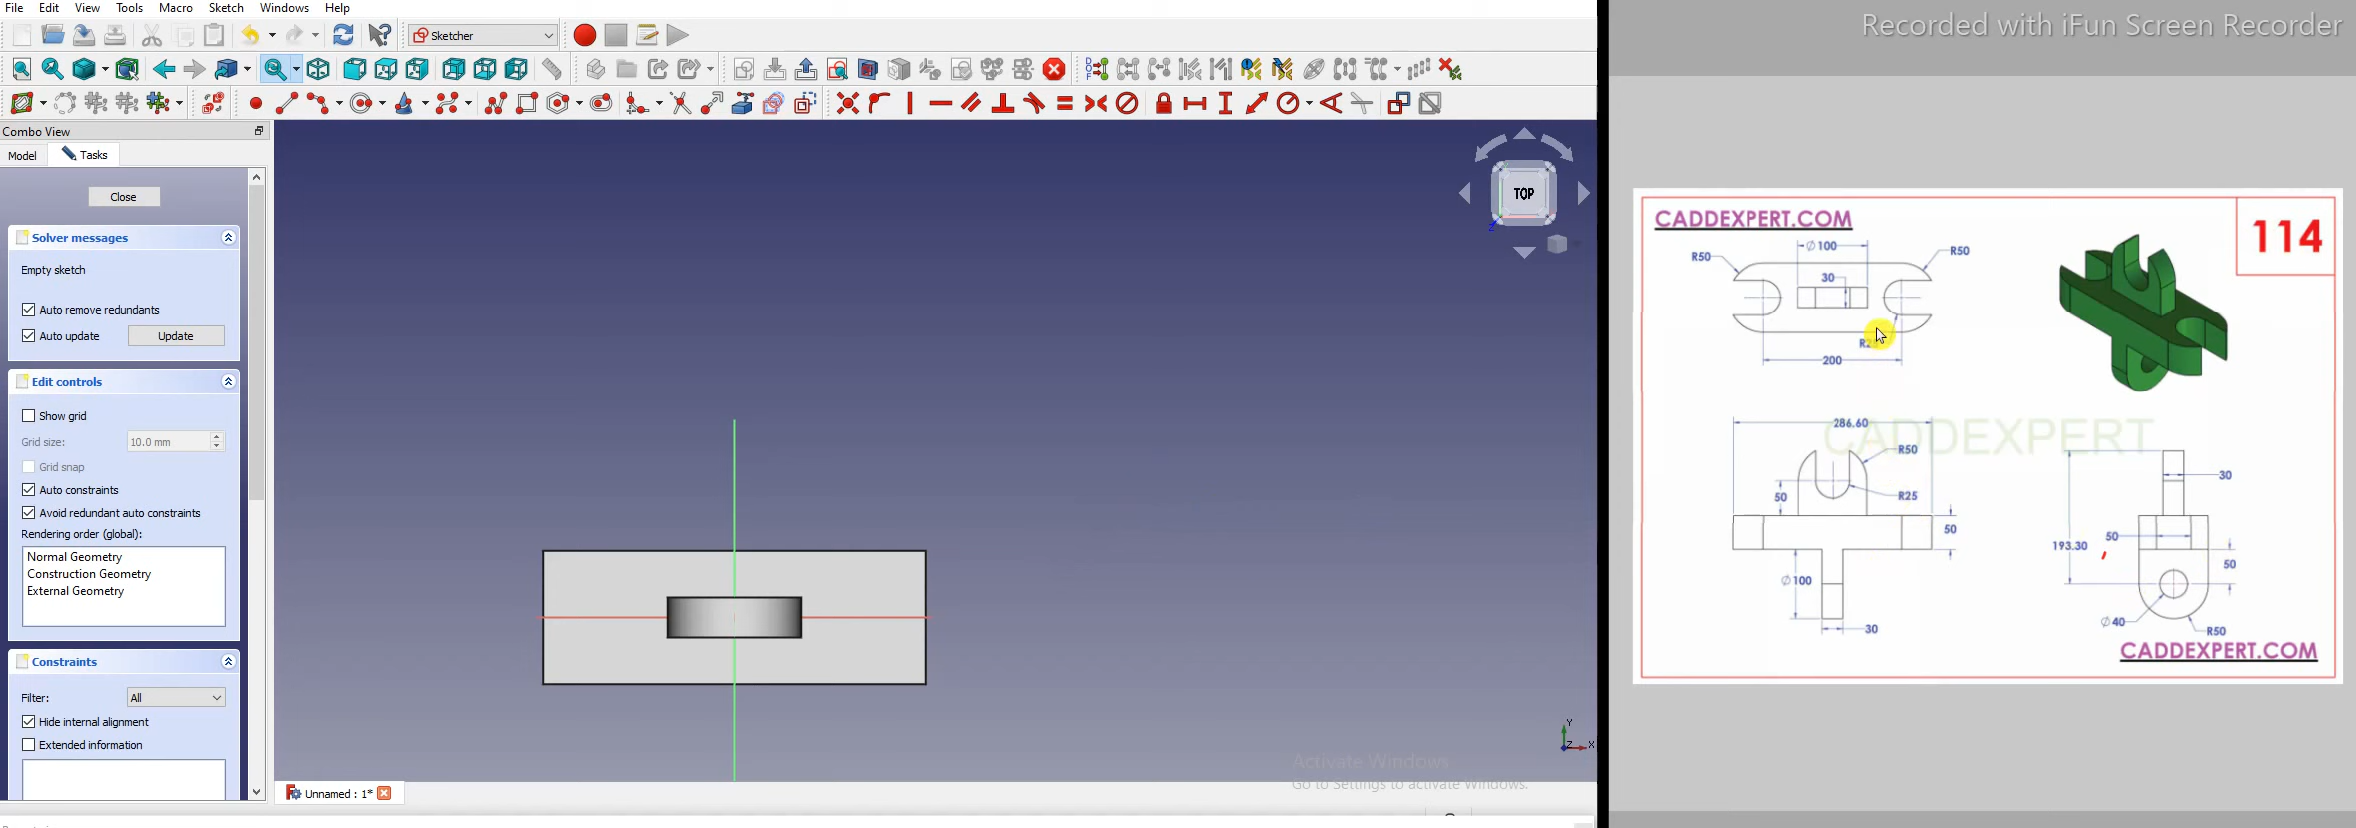 File Edit View Tools Macro Sketch Windows Help
Recorded with iFun Screen Recorder
Sketcher
Combo View
Model Tasks
Close
Solver messages
Empty sketch
Auto remove redundants
Auto update Update
Edit controls
Show grid
Grid size: 10.0 mm
Grid snap
Auto constraints
Avoid redundant auto constraints
Rendering order (global):
Normal Geometry
Construction Geometry
External Geometry
Constraints
Filter: All
Hide internal alignment
Extended information
TOP
Z
Y
Z X
Activate Windows
Go to Settings to activate Windows.
Unnamed : 1*
CADDEXPERT.COM
114
∅100
R50
R50
30
200
286.60
CADDEXPERT
R50
50
R25
50
∅100
30
30
50
193.30
50
∅40
R50
CADDEXPERT.COM